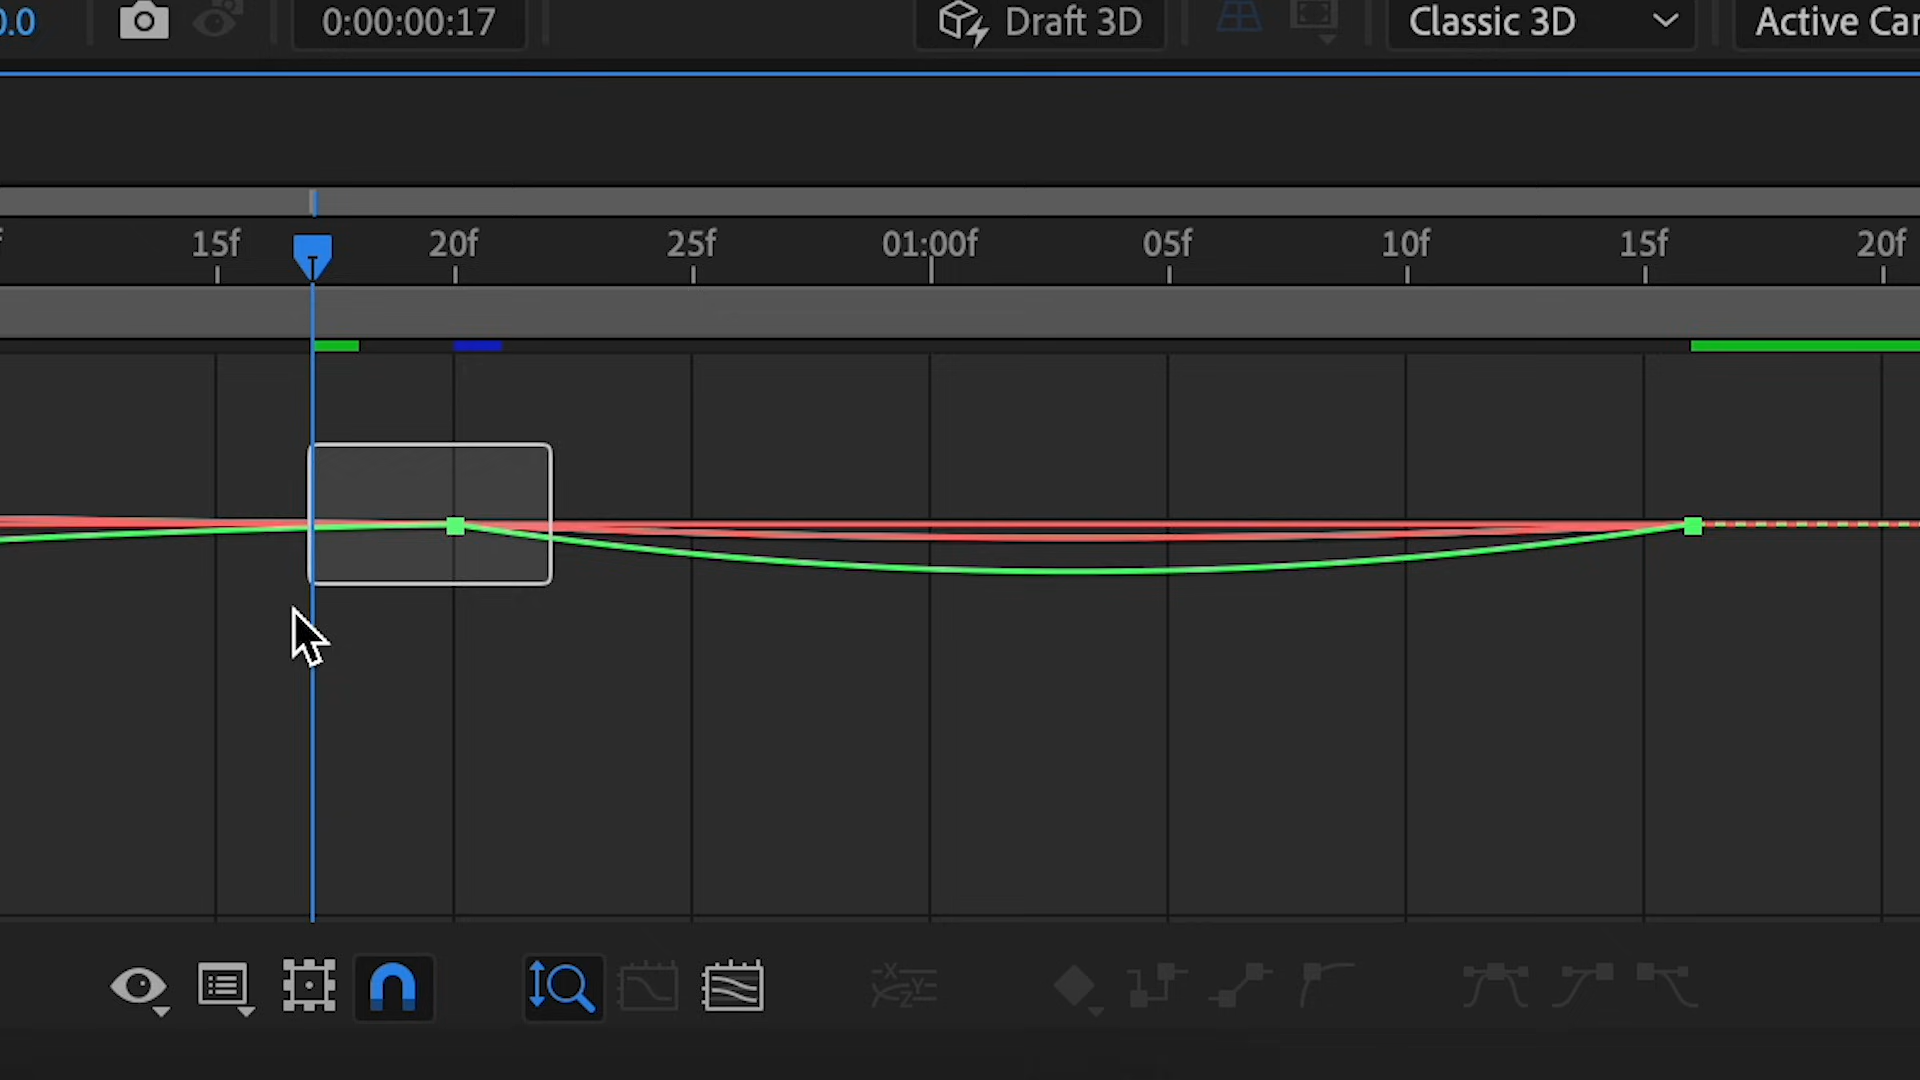 0.0 0:00:00:17 Draft 3D Classic 3D Active Car
15f 20f 25f 01:00f 05f 10f 15f 20f
X
Y
Z